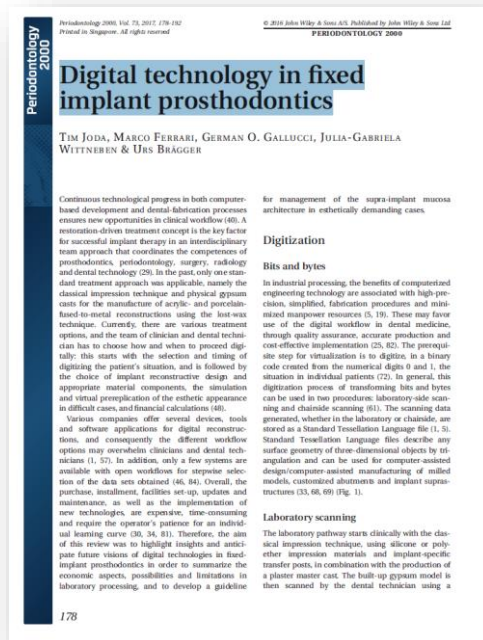 Periodontology 2000, Vol. 73, 2017, 178–192
Printed in Singapore. All rights reserved
© 2016 John Wiley & Sons A/S. Published by John Wiley & Sons Ltd
PERIODONTOLOGY 2000
Periodontology
2000
Digital technology in fixed
implant prosthodontics
TIM JODA, MARCO FERRARI, GERMAN O. GALLUCCI, JULIA-GABRIELA
WITTNEBEN & URS BRÄGGER
Continuous technological progress in both computer-
based development and dental-fabrication processes
ensures new opportunities in clinical workflow (40). A
restoration-driven treatment concept is the key factor
for successful implant therapy in an interdisciplinary
team approach that coordinates the competences of
prosthodontics, periodontology, surgery, radiology
and dental technology (29). In the past, only one stan-
dard treatment approach was applicable, namely the
classical impression technique and physical gypsum
casts for the manufacture of acrylic- and porcelain-
fused-to-metal reconstructions using the lost-wax
technique. Currently, there are various treatment
options, and the team of clinician and dental techni-
cian has to choose how and when to proceed digi-
tally: this starts with the selection and timing of
digitizing the patient's situation, and is followed by
the choice of implant reconstructive design and
appropriate material components, the simulation
and virtual prereplication of the esthetic appearance
in difficult cases, and financial calculations (48).
Various companies offer several devices, tools
and software applications for digital reconstruc-
tions, and consequently the different workflow
options may overwhelm clinicians and dental tech-
nicians (1, 57). In addition, only a few systems are
available with open workflows for stepwise selec-
tion of the data sets obtained (46, 84). Overall, the
purchase, installment, facilities set-up, updates and
maintenance, as well as the implementation of
new technologies, are expensive, time-consuming
and require the operator's patience for an individ-
ual learning curve (30, 34, 81). Therefore, the aim
of this review was to highlight insights and antici-
pate future visions of digital technologies in fixed-
implant prosthodontics in order to summarize the
economic aspects, possibilities and limitations in
laboratory processing, and to develop a guideline
for management of the supra-implant mucosa
architecture in esthetically demanding cases.
Digitization
Bits and bytes
In industrial processing, the benefits of computerized
engineering technology are associated with high-pre-
cision, simplified, fabrication procedures and mini-
mized manpower resources (5, 19). These may favor
use of the digital workflow in dental medicine,
through quality assurance, accurate production and
cost-effective implementation (25, 82). The prerequi-
site step for virtualization is to digitize, in a binary
code created from the numerical digits 0 and 1, the
situation in individual patients (72). In general, this
digitization process of transforming bits and bytes
can be used in two procedures: laboratory-side scan-
ning and chairside scanning (61). The scanning data
generated, whether in the laboratory or chairside, are
stored as a Standard Tessellation Language file (1, 5).
Standard Tessellation Language files describe any
surface geometry of three-dimensional objects by tri-
angulation and can be used for computer-assisted
design/computer-assisted manufacturing of milled
models, customized abutments and implant supras-
tructures (33, 68, 69) (Fig. 1).
Laboratory scanning
The laboratory pathway starts clinically with the clas-
sical impression technique, using silicone or poly-
ether impression materials and implant-specific
transfer posts, in combination with the production of
a plaster master cast. The built-up gypsum model is
then scanned by the dental technician using a
178